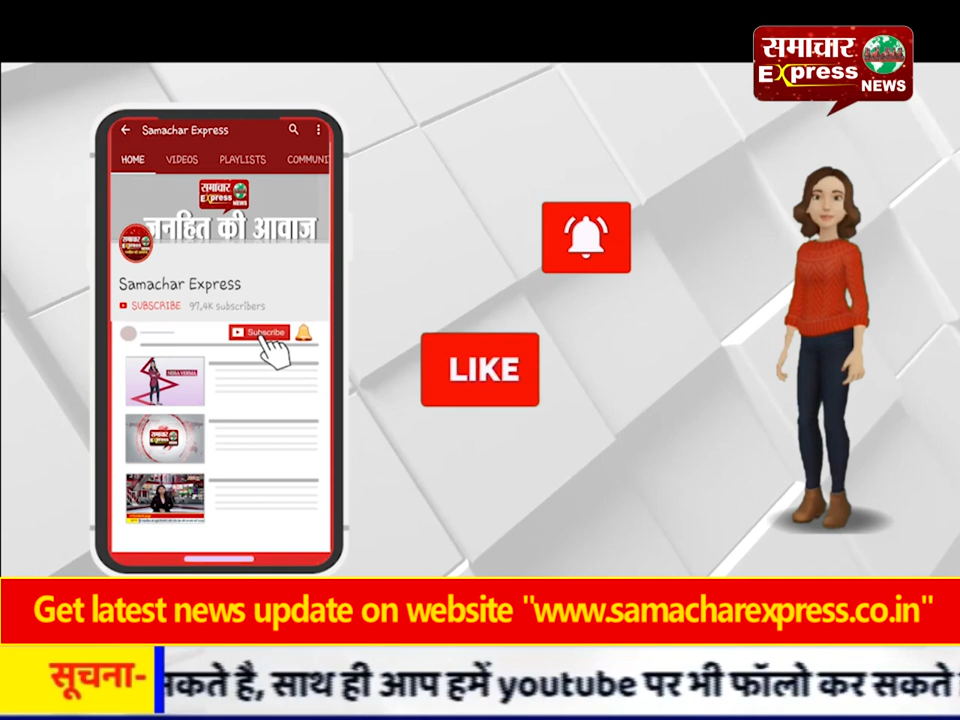 समाचार
Express
NEWS
Samachar Express
HOME VIDEOS PLAYLISTS COMMUNI
समाचार
Express
NEWS
जनहित की आवाज
Samachar Express
SUBSCRIBE 97.4K subscribers
Subscribe
LIKE
Get latest news update on website "www.samacharexpress.co.in"
सूचना- सकते है, साथ ही आप हमें youtube पर भी फॉलो कर सकते